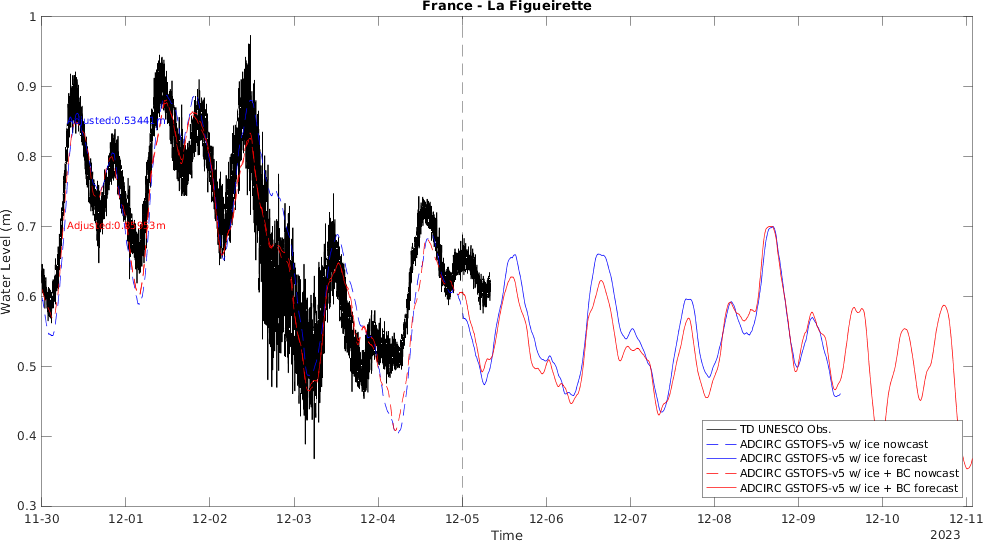 France - La Figueirette
1
0.9
0.8
0.7
0.6
0.5
0.4
0.3
Water Level (m)
Adjusted:
11-30
12-01
12-02
12-03
12-04
12-05
12-06
12-07
12-08
12-09
12-10
12-11
2023
Time
TD UNESCO Obs.
ADCIRC GSTOFS-v5 w/ ice nowcast
ADCIRC GSTOFS-v5 w/ ice forecast
ADCIRC GSTOFS-v5 w/ ice + BC nowcast
ADCIRC GSTOFS-v5 w/ ice + BC forecast